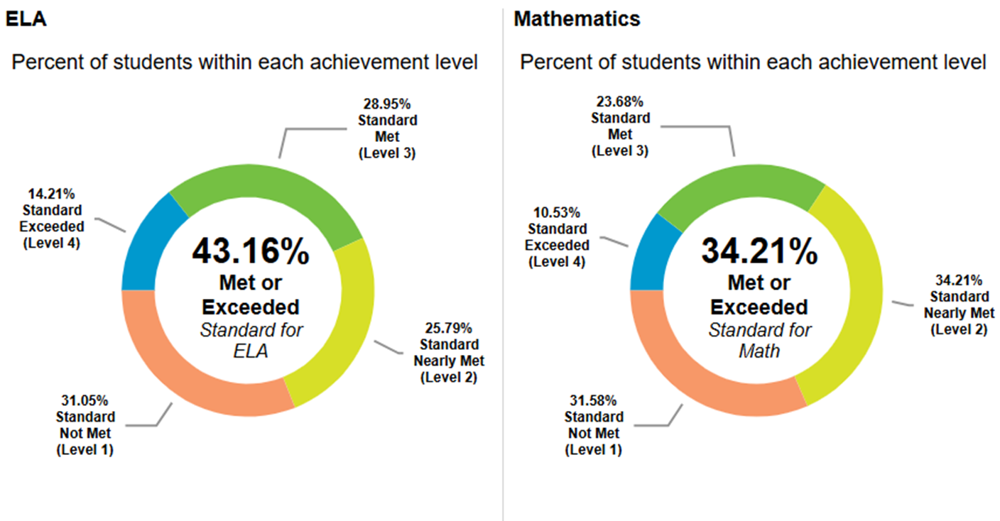 ELA
Percent of students within each achievement level
28.95%
Standard
Met
(Level 3)
14.21%
Standard
Exceeded
(Level 4)
43.16%
Met or
Exceeded
Standard for
ELA
25.79%
Standard
Nearly Met
(Level 2)
31.05%
Standard
Not Met
(Level 1)
Mathematics
Percent of students within each achievement level
23.68%
Standard
Met
(Level 3)
10.53%
Standard
Exceeded
(Level 4)
34.21%
Met or
Exceeded
Standard for
Math
34.21%
Standard
Nearly Met
(Level 2)
31.58%
Standard
Not Met
(Level 1)